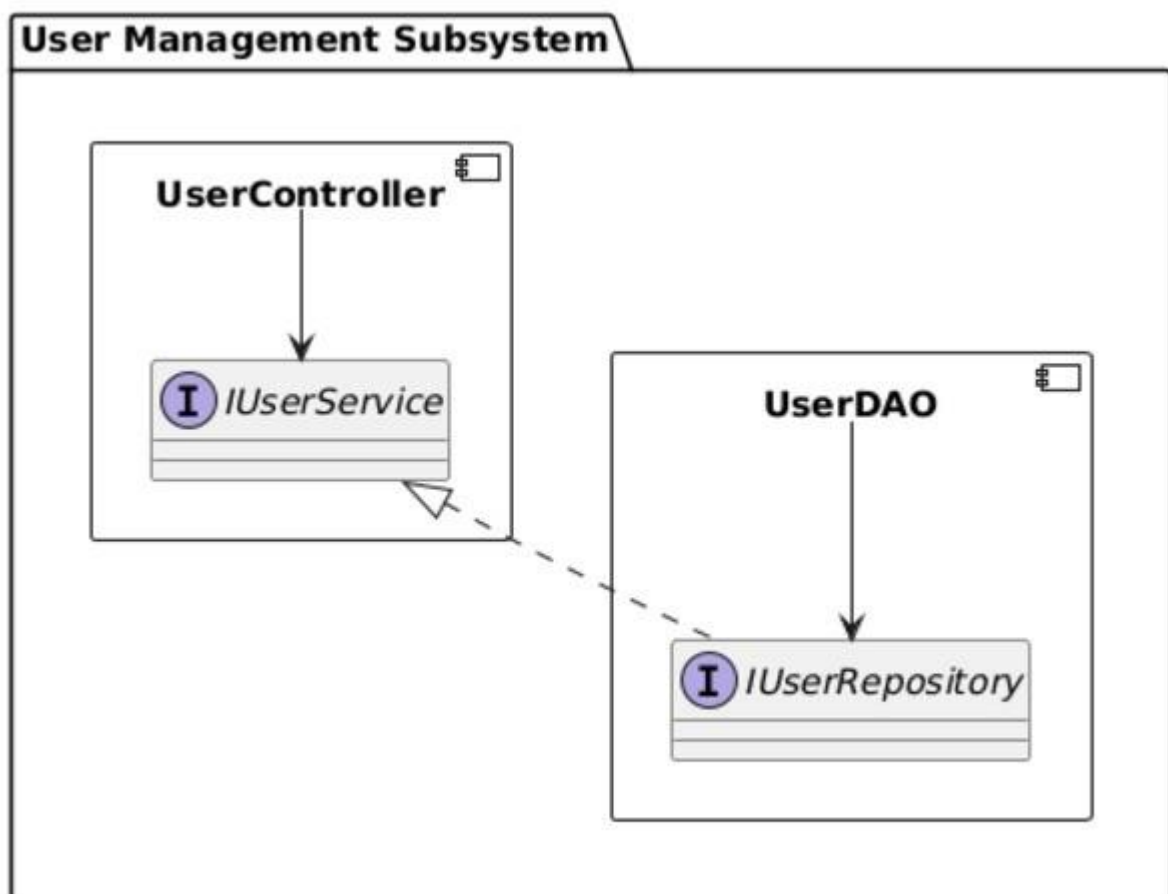 User Management Subsystem
UserController
I IUserService
UserDAO
I IUserRepository